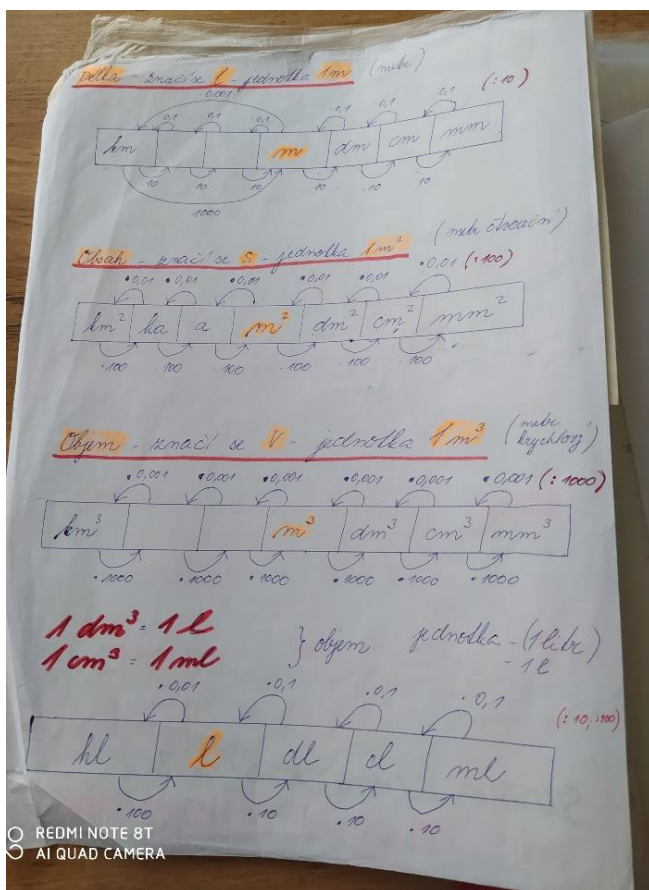 Délka - značí se l - jednotka 1m (metr)
·0,001
·0,1 ·0,1 ·0,1 ·0,1 ·0,1 ·0,1 (:10)
km m dm cm mm
·10 ·10 ·10 ·10 ·10 ·10
·1000
Obsah - značí se S - jednotka 1m² (metr čtvereční)
·0,01 ·0,01 ·0,01 ·0,01 ·0,01 ·0,01 (:100)
km² ha a m² dm² cm² mm²
·100 ·100 ·100 ·100 ·100 ·100
Objem - značí se V - jednotka 1m³ (metr krychlový)
·0,001 ·0,001 ·0,001 ·0,001 ·0,001 ·0,001 (:1000)
km³ m³ dm³ cm³ mm³
·1000 ·1000 ·1000 ·1000 ·1000 ·1000
1 dm³ = 1 l
1 cm³ = 1 ml
} objem jednotka - (1 litr)
- 1 l
·0,01 ·0,1 ·0,1 ·0,1 (:10, :100)
hl l dl cl ml
·100 ·10 ·10 ·10
REDMI NOTE 8T
AI QUAD CAMERA